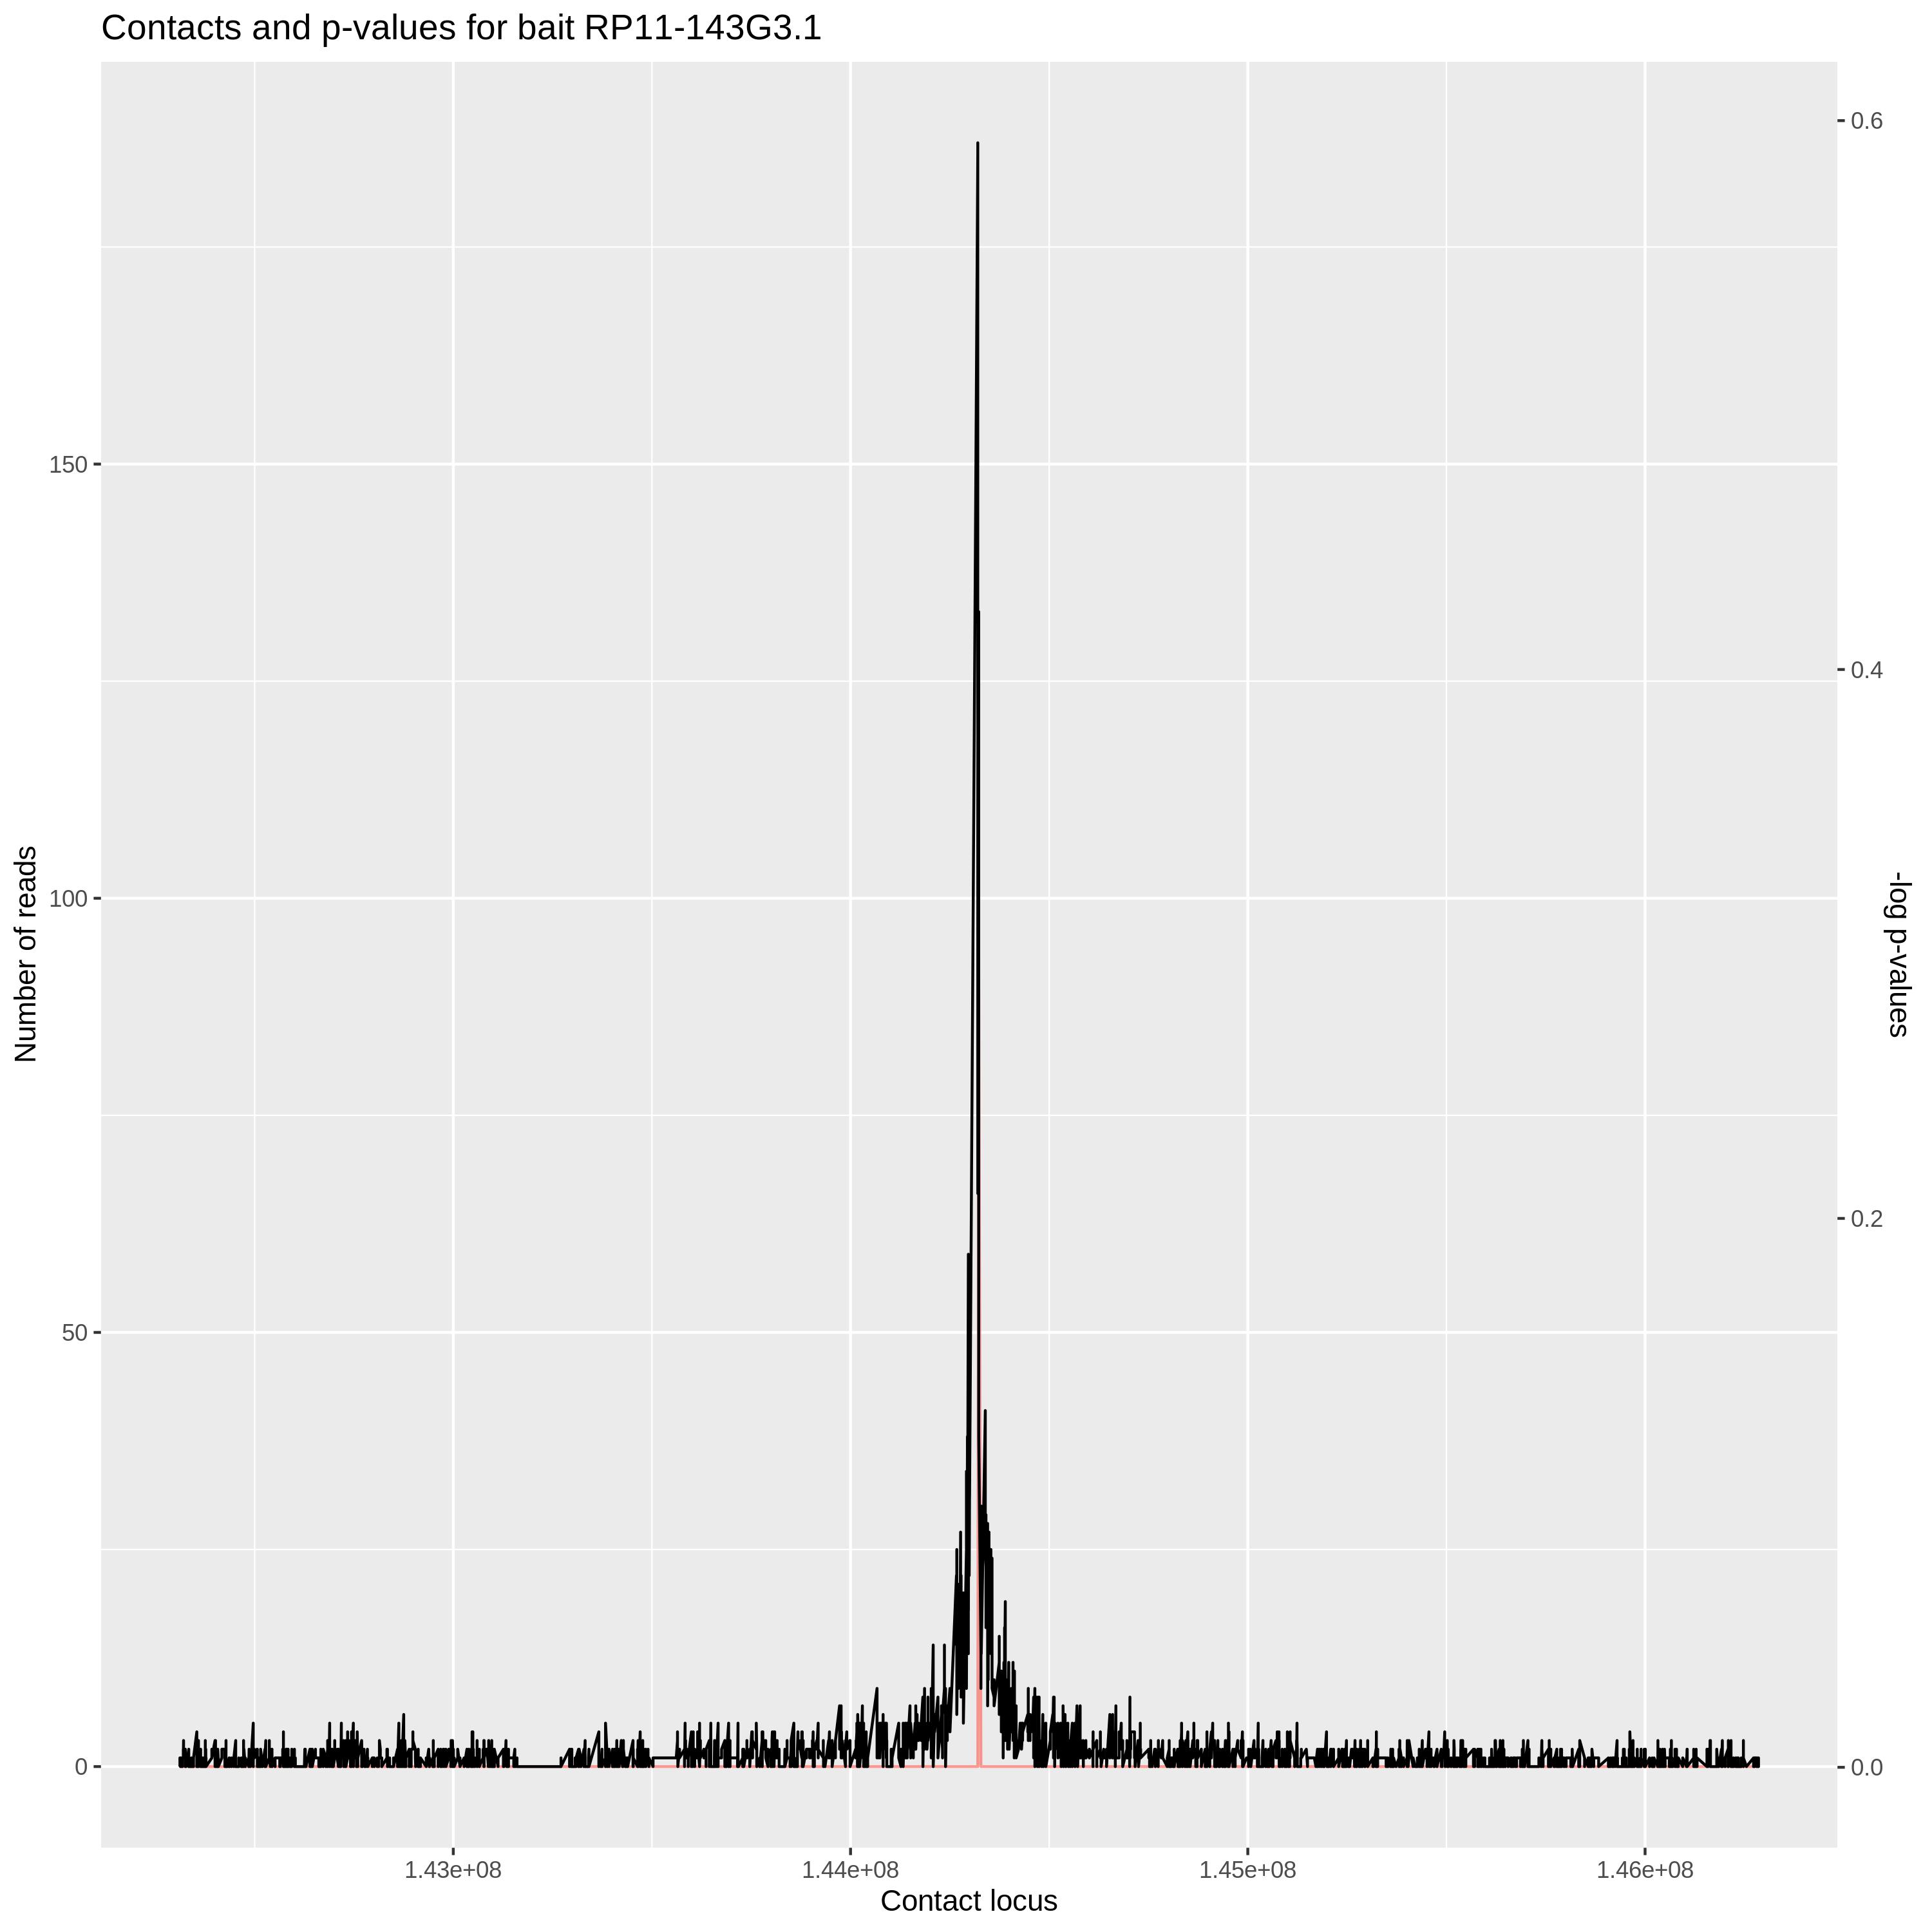 Contacts and p-values for bait RP11-143G3.1
0.6
150
0.4
100
Number of reads
-log p-values
0.2
50
0
0.0
1.43e+08
1.44e+08
1.45e+08
1.46e+08
Contact locus